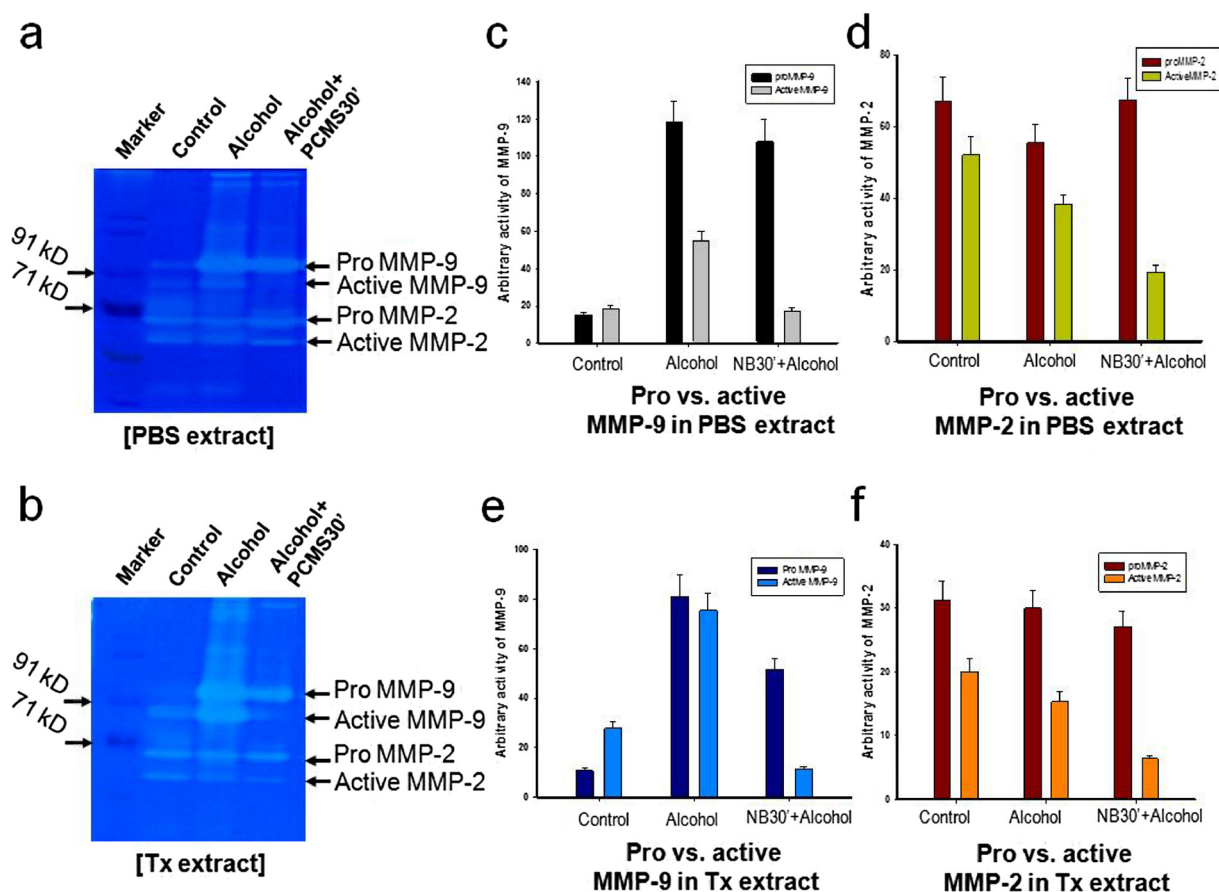 a
Marker
Control
Alcohol
Alcohol+
PCMS30'
91 kD
71 kD
Pro MMP-9
Active MMP-9
Pro MMP-2
Active MMP-2
[PBS extract]
b
Marker
Control
Alcohol
Alcohol+
PCMS30'
91 kD
71 kD
Pro MMP-9
Active MMP-9
Pro MMP-2
Active MMP-2
[Tx extract]
c
Arbitrary activity of MMP-9
140
120
100
80
60
40
20
0
proMMP-9
Active MMP-9
Control
Alcohol
NB30'+Alcohol
Pro vs. active
MMP-9 in PBS extract
d
Arbitrary activity of MMP-2
80
60
40
20
0
proMMP-2
ActiveMMP-2
Control
Alcohol
NB30'+Alcohol
Pro vs. active
MMP-2 in PBS extract
e
Arbitrary activity of MMP-9
100
80
60
40
20
0
Pro MMP-9
Active MMP-9
Control
Alcohol
NB30'+Alcohol
Pro vs. active
MMP-9 in Tx extract
f
Arbitrary activity of MMP-2
40
30
20
10
0
proMMP-2
Active MMP-2
Control
Alcohol
NB30'+Alcohol
Pro vs. active
MMP-2 in Tx extract